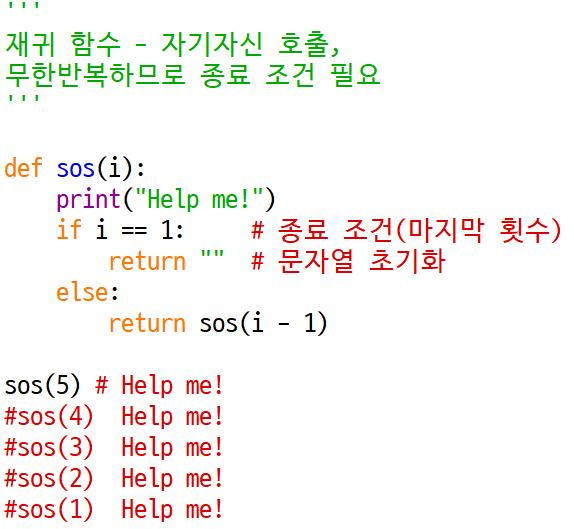 '''
재귀 함수 - 자기자신 호출,
무한반복하므로 종료 조건 필요
'''
def sos(i):
    print("Help me!")
    if i == 1:     # 종료 조건(마지막 횟수)
        return ""  # 문자열 초기화
    else:
        return sos(i - 1)
sos(5) # Help me!
#sos(4)  Help me!
#sos(3)  Help me!
#sos(2)  Help me!
#sos(1)  Help me!